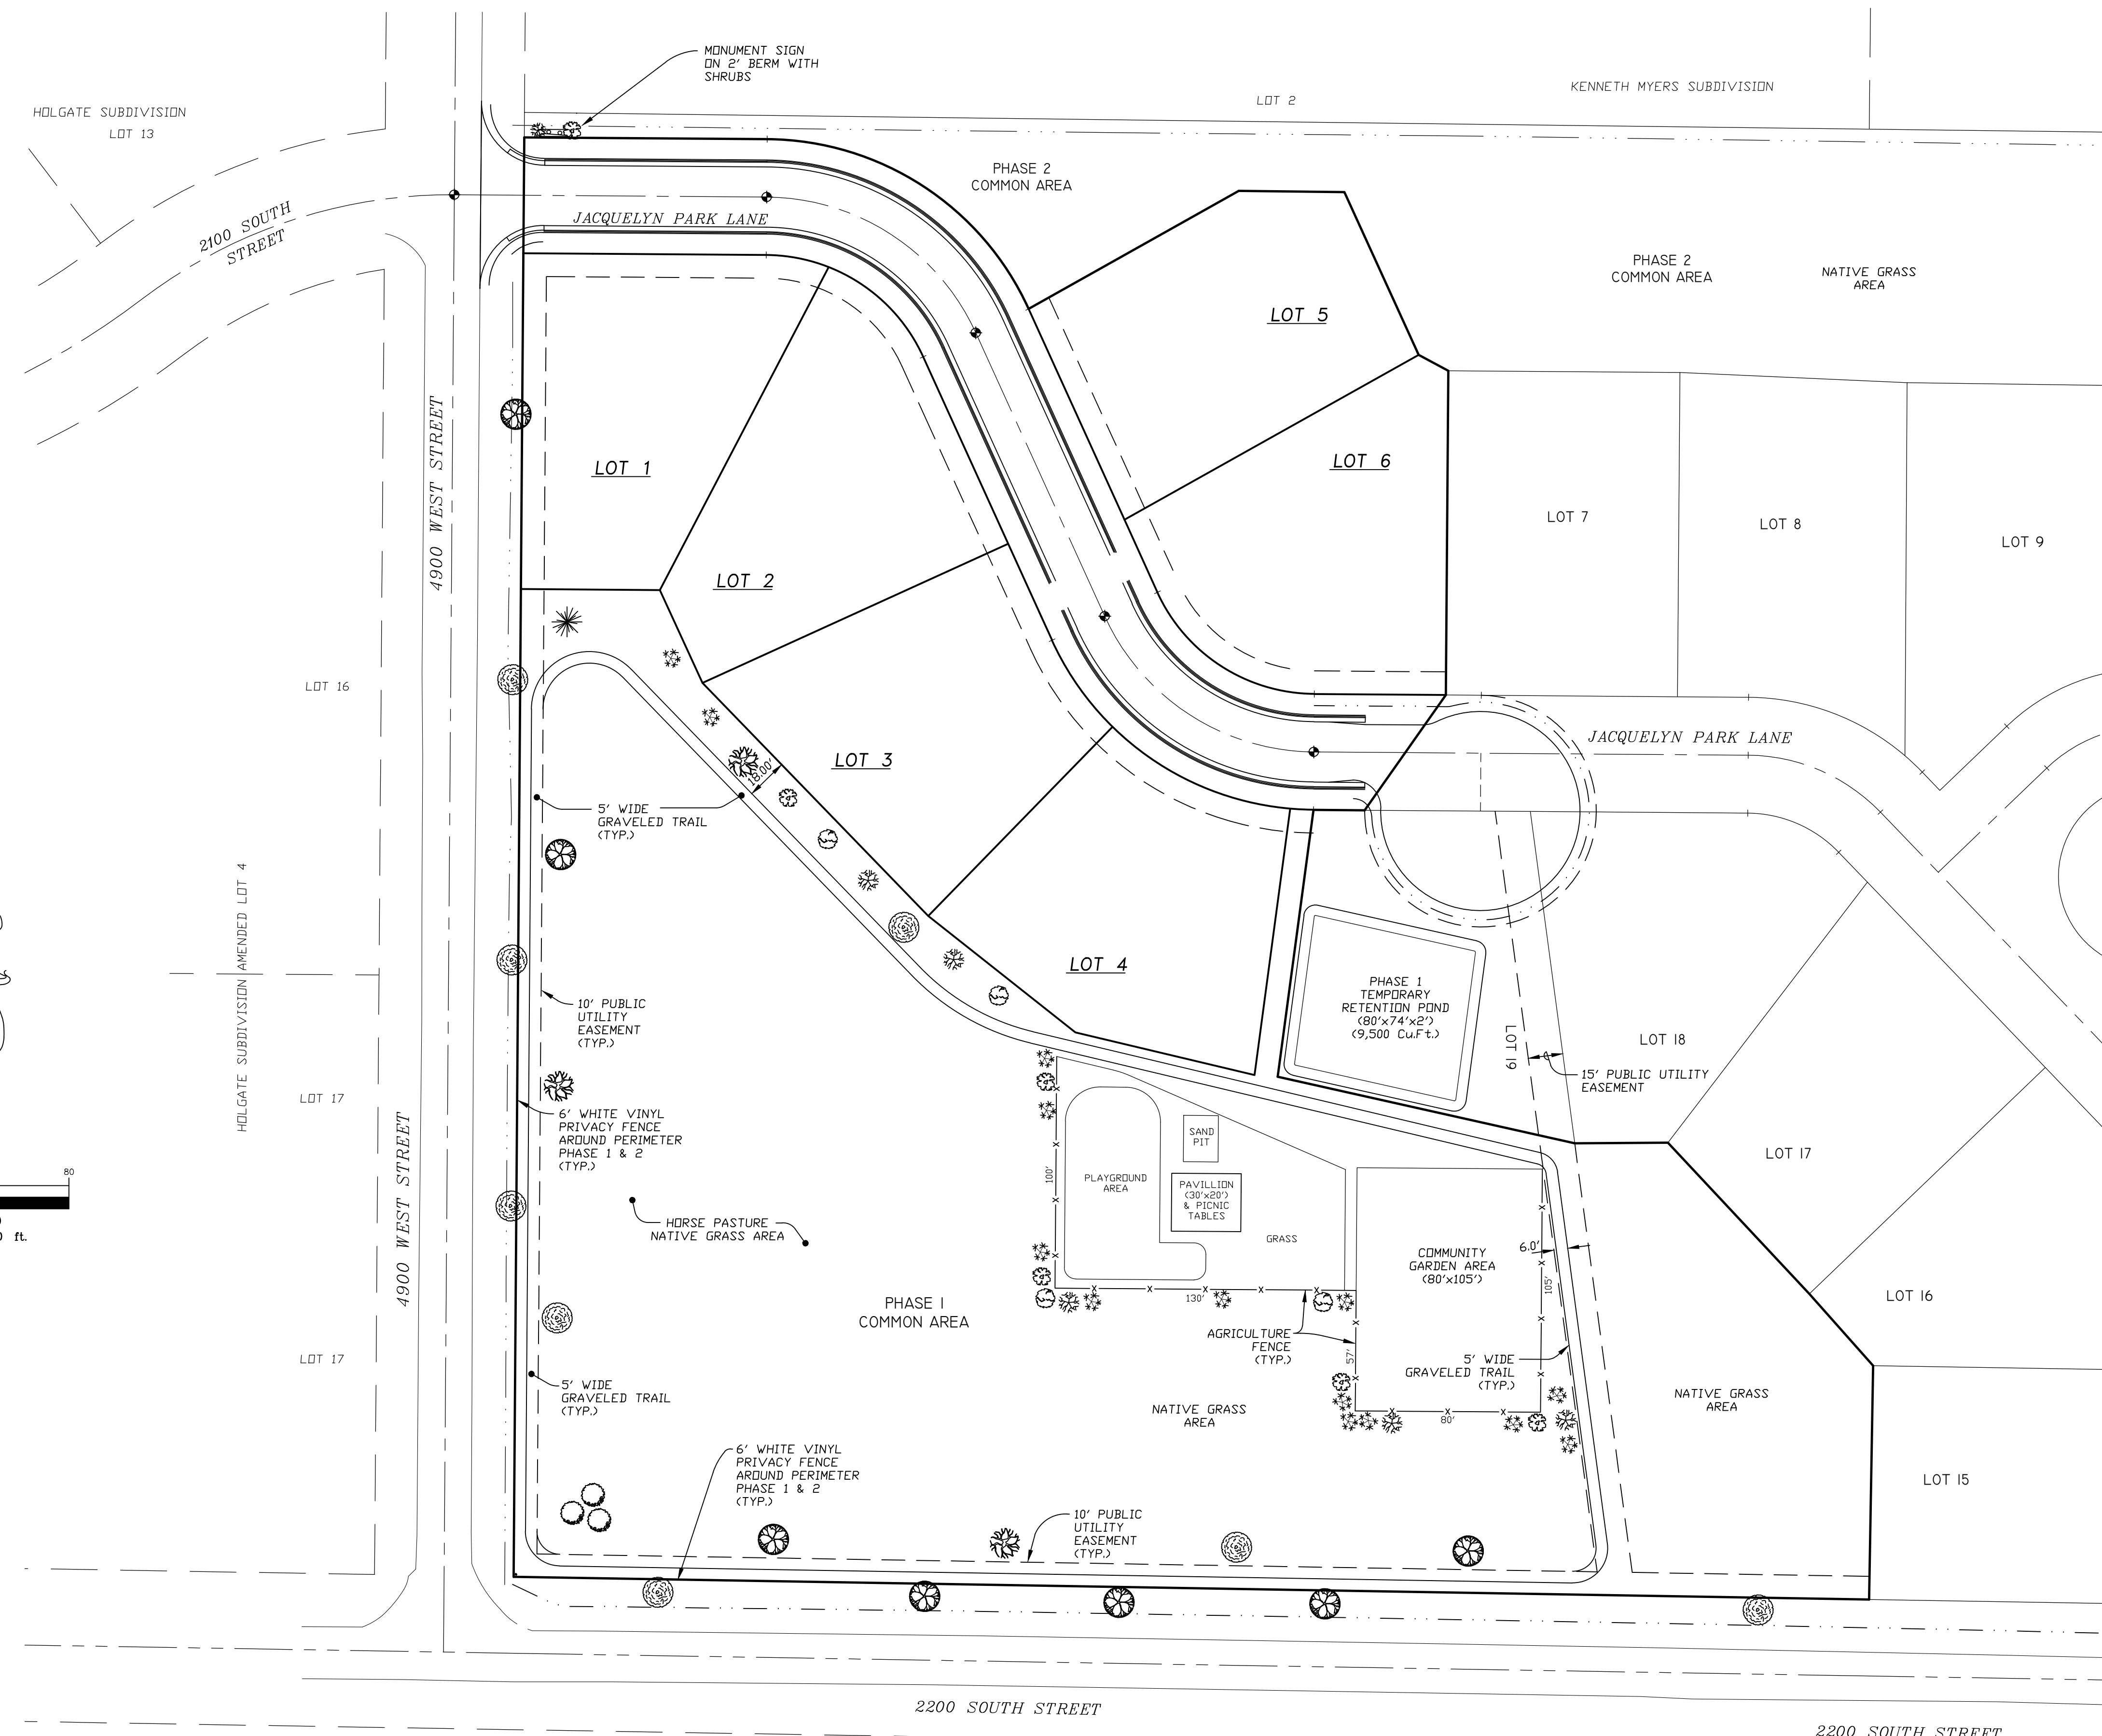 MONUMENT SIGN
ON 2' BERM WITH
SHRUBS
HOLGATE SUBDIVISION
LOT 13
LOT 2
KENNETH MYERS SUBDIVISION
2100 SOUTH
STREET
JACQUELYN PARK LANE
PHASE 2
COMMON AREA
PHASE 2
COMMON AREA
NATIVE GRASS
AREA
LOT 5
LOT 1
4900 WEST STREET
LOT 6
LOT 7
LOT 8
LOT 9
LOT 2
LOT 16
LOT 3
JACQUELYN PARK LANE
18.00'
5' WIDE
GRAVELED TRAIL
(TYP.)
HOLGATE SUBDIVISION AMENDED LOT 4
LOT 4
10' PUBLIC
UTILITY
EASEMENT
(TYP.)
PHASE 1
TEMPORARY
RETENTION POND
(80'x74'x2')
(9,500 Cu.Ft.)
LOT 19
LOT 18
15' PUBLIC UTILITY
EASEMENT
LOT 17
6' WHITE VINYL
PRIVACY FENCE
AROUND PERIMETER
PHASE 1 & 2
(TYP.)
4900 WEST STREET
80
ft.
100'
SAND
PIT
PLAYGROUND
AREA
PAVILLION
(30'x20')
& PICNIC
TABLES
GRASS
LOT 17
HORSE PASTURE
NATIVE GRASS AREA
COMMUNITY
GARDEN AREA
(80'x105')
6.0'
105'
LOT 16
PHASE 1
COMMON AREA
130'
AGRICULTURE
FENCE
(TYP.)
57'
5' WIDE
GRAVELED TRAIL
(TYP.)
LOT 17
5' WIDE
GRAVELED TRAIL
(TYP.)
NATIVE GRASS
AREA
80'
NATIVE GRASS
AREA
6' WHITE VINYL
PRIVACY FENCE
AROUND PERIMETER
PHASE 1 & 2
(TYP.)
LOT 15
10' PUBLIC
UTILITY
EASEMENT
(TYP.)
2200 SOUTH STREET
2200 SOUTH STREET